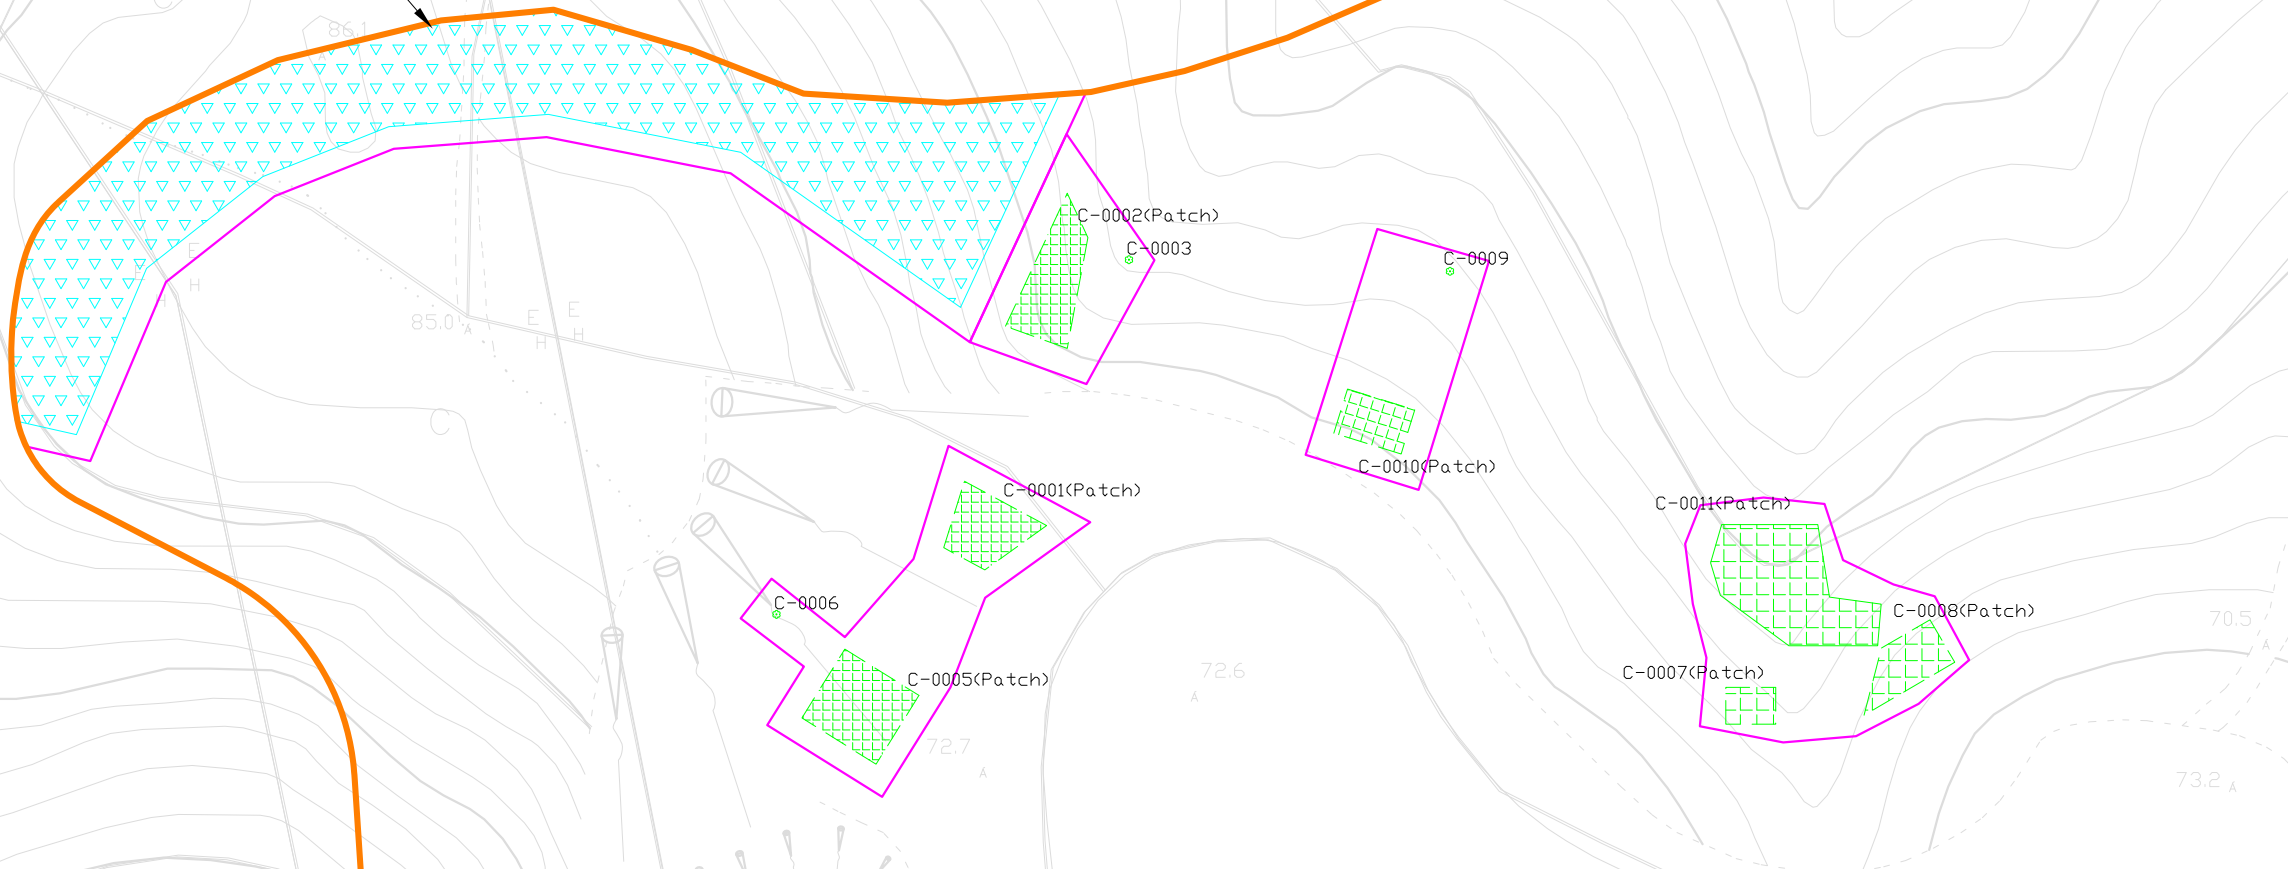 86.1
A
C-0002(Patch)
C-0003
E
E
H
H
C-0009
85.0
A
E
E
H
H
C
C-0010(Patch)
C-0001(Patch)
C-0011(Patch)
C-0006
C-0008(Patch)
70.5
A
C-0005(Patch)
72.6
A
C-0007(Patch)
72.7
A
73.2
A